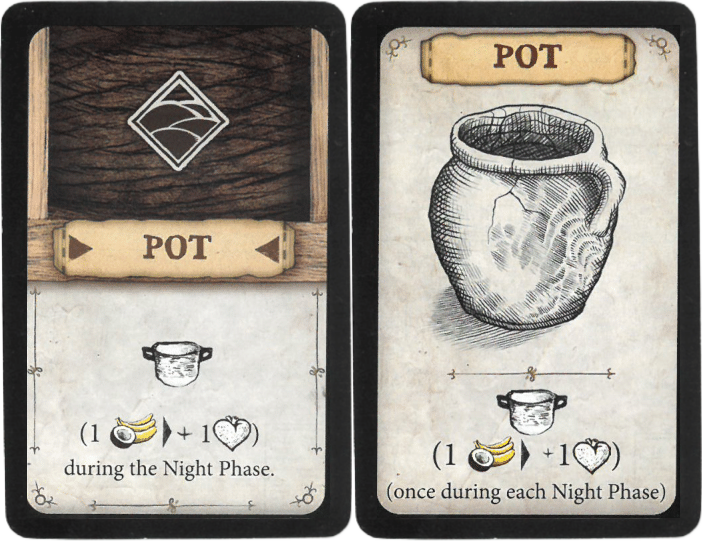 POT
(1 + 1)
during the Night Phase.
POT
(1 +1)
(once during each Night Phase)